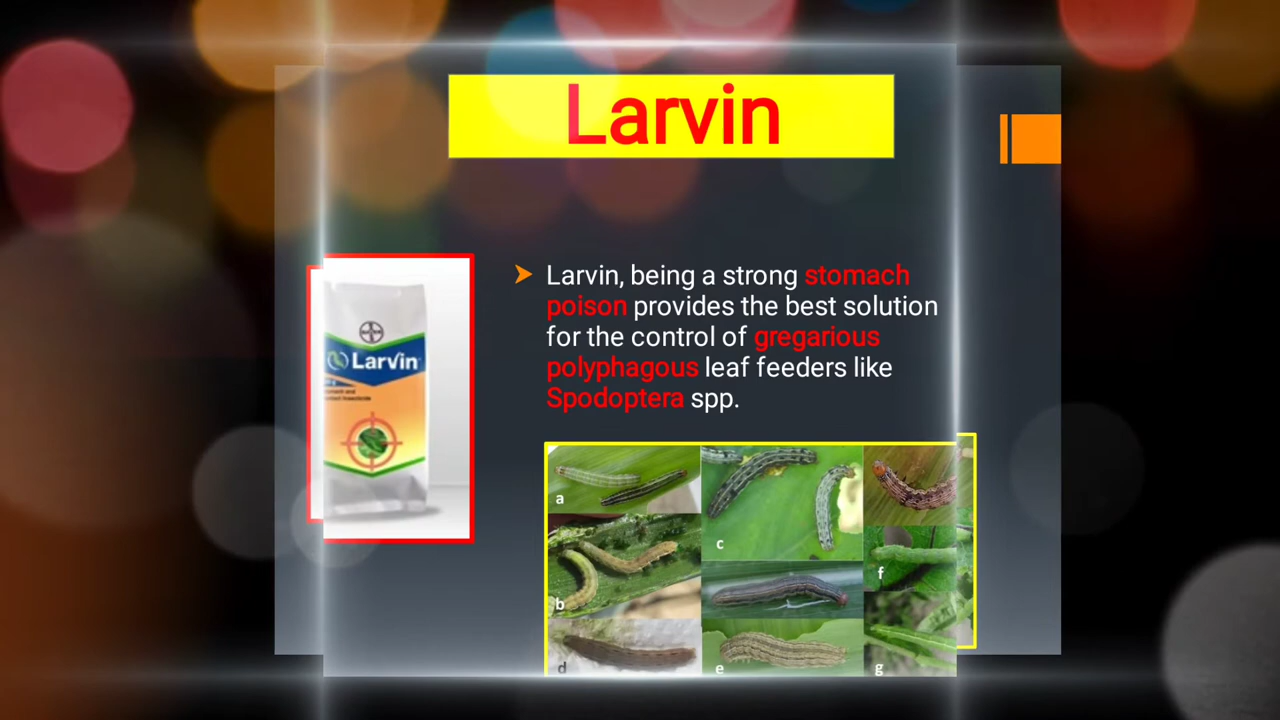 Larvin
Larvin, being a strong stomach
poison provides the best solution
for the control of gregarious
polyphagous leaf feeders like
Spodoptera spp.
Larvin
a
b
c
d
e
f
g